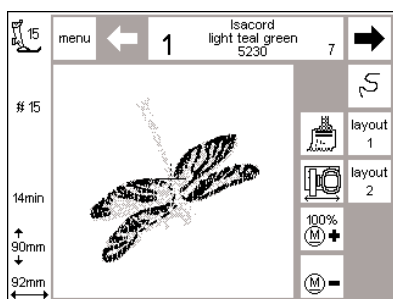 15
menu
1
Isacord
light teal green
5230
7
# 15
layout
1
14min
layout
2
100%
M +
90mm
M -
92mm